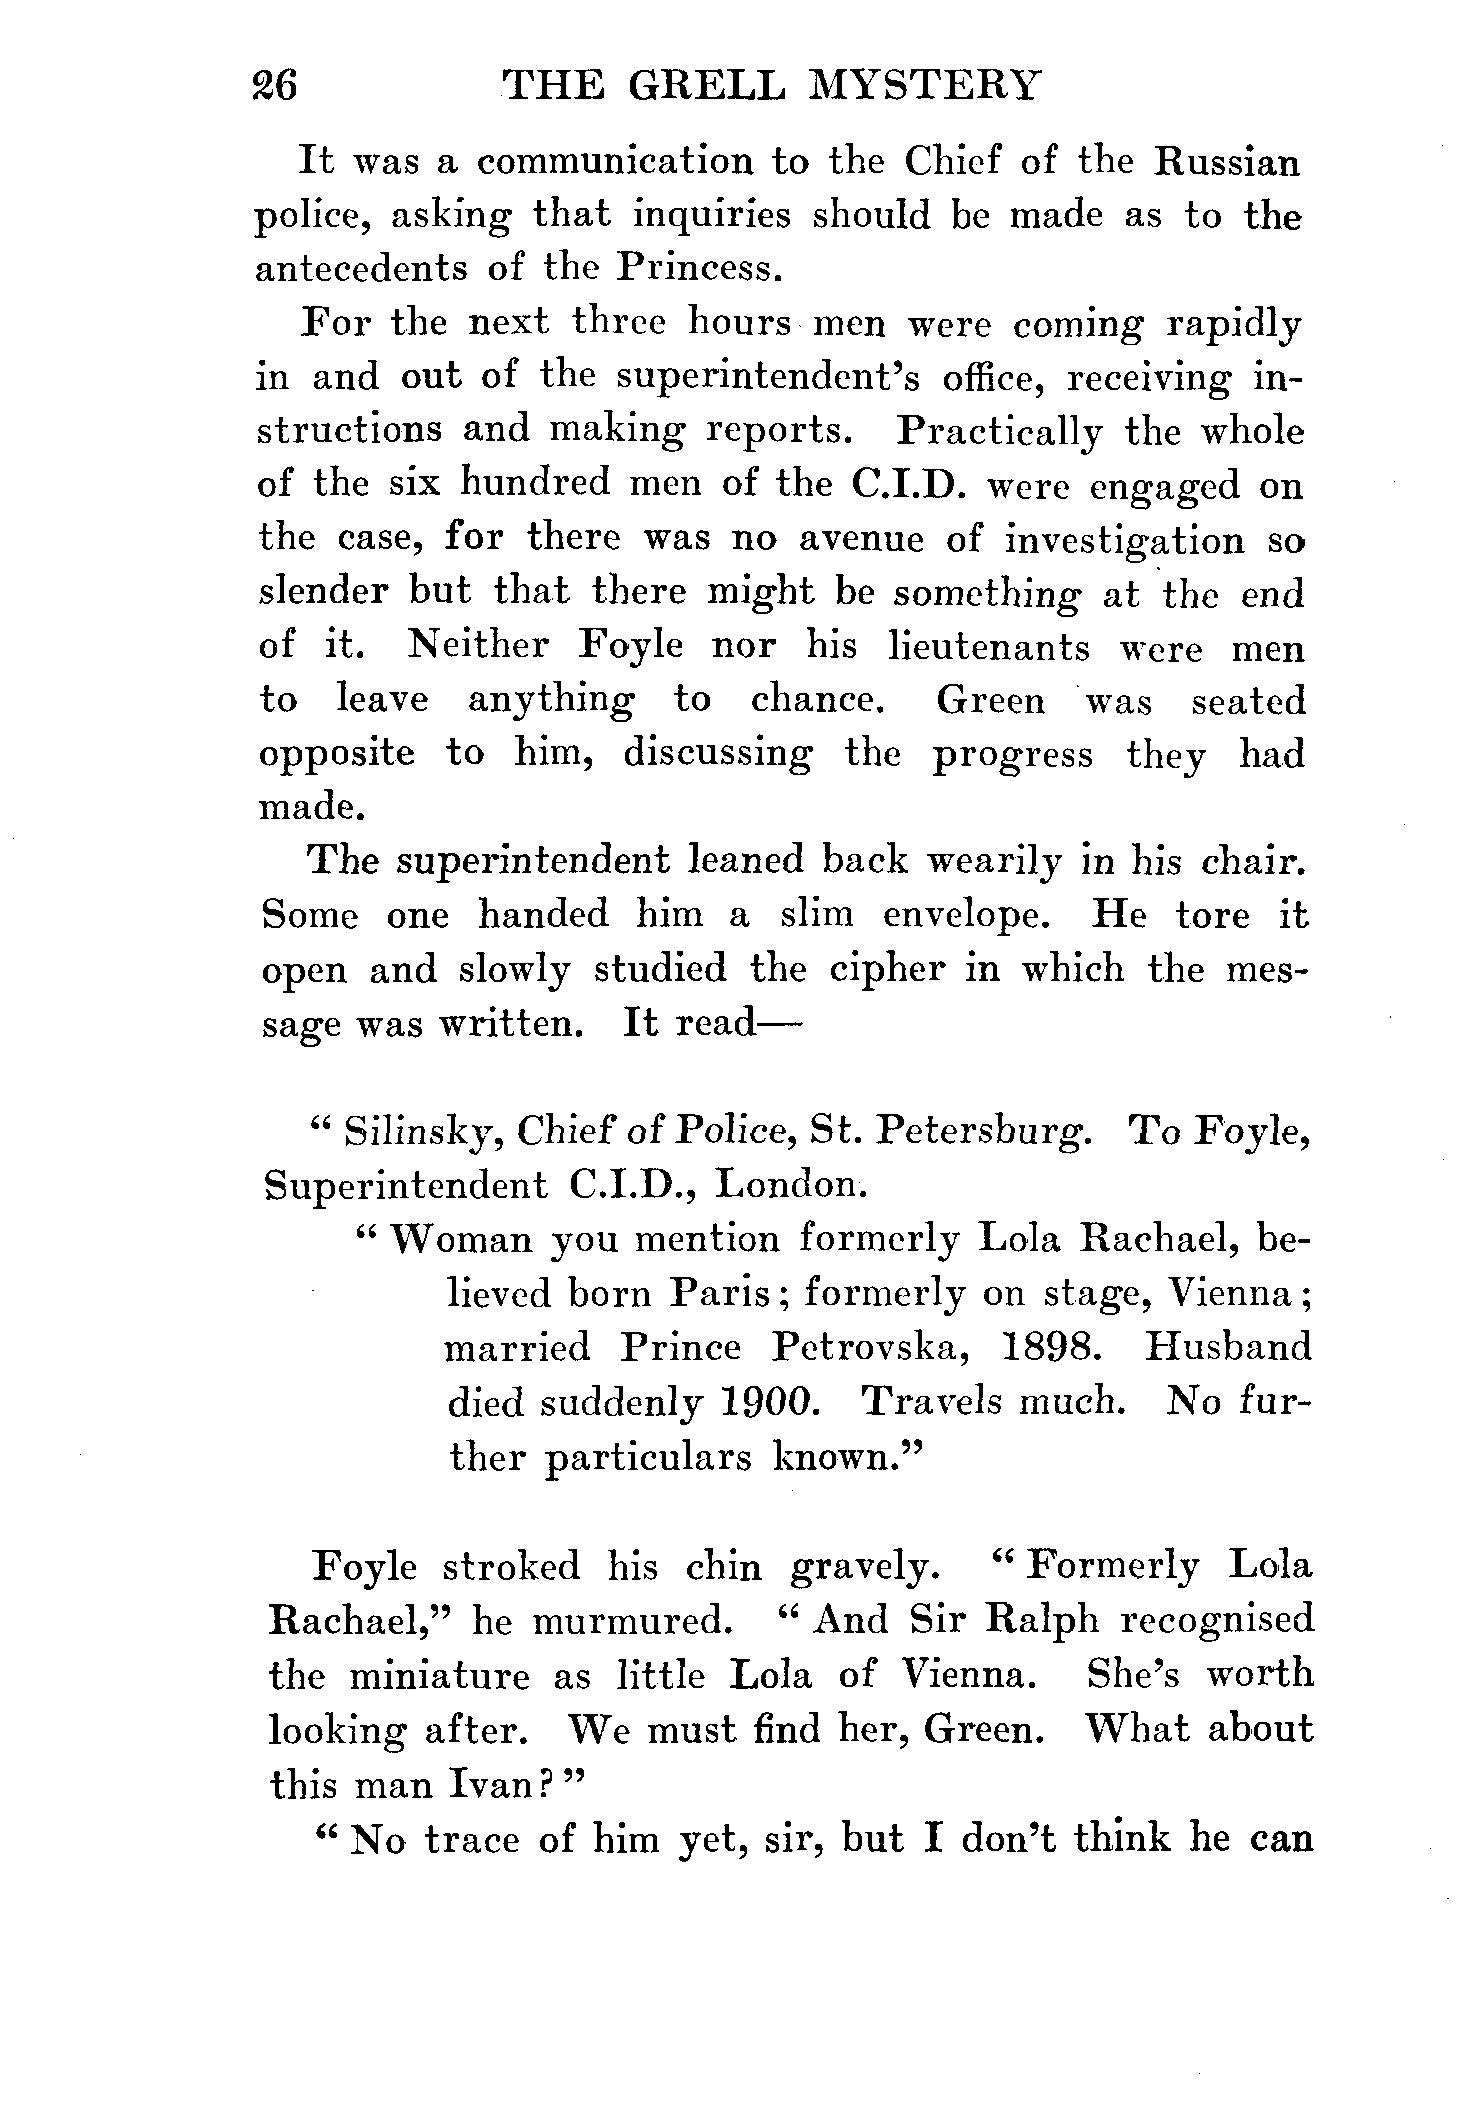 26 THE GRELL MYSTERY
It was a communication to the Chief of the Russian
police, asking that inquiries should be made as to the
antecedents of the Princess.
For the next three hours men were coming rapidly
in and out of the superintendent's office, receiving in-
structions and making reports. Practically the whole
of the six hundred men of the C.I.D. were engaged on
the case, for there was no avenue of investigation so
slender but that there might be something at the end
of it. Neither Foyle nor his lieutenants were men
to leave anything to chance. Green was seated
opposite to him, discussing the progress they had
made.
The superintendent leaned back wearily in his chair.
Some one handed him a slim envelope. He tore it
open and slowly studied the cipher in which the mes-
sage was written. It read—
“ Silinsky, Chief of Police, St. Petersburg. To Foyle,
Superintendent C.I.D., London.
“ Woman you mention formerly Lola Rachael, be-
lieved born Paris ; formerly on stage, Vienna ;
married Prince Petrovska, 1898. Husband
died suddenly 1900. Travels much. No fur-
ther particulars known.”
Foyle stroked his chin gravely. “ Formerly Lola
Rachael,” he murmured. “ And Sir Ralph recognised
the miniature as little Lola of Vienna. She's worth
looking after. We must find her, Green. What about
this man Ivan? ”
“ No trace of him yet, sir, but I don't think he can